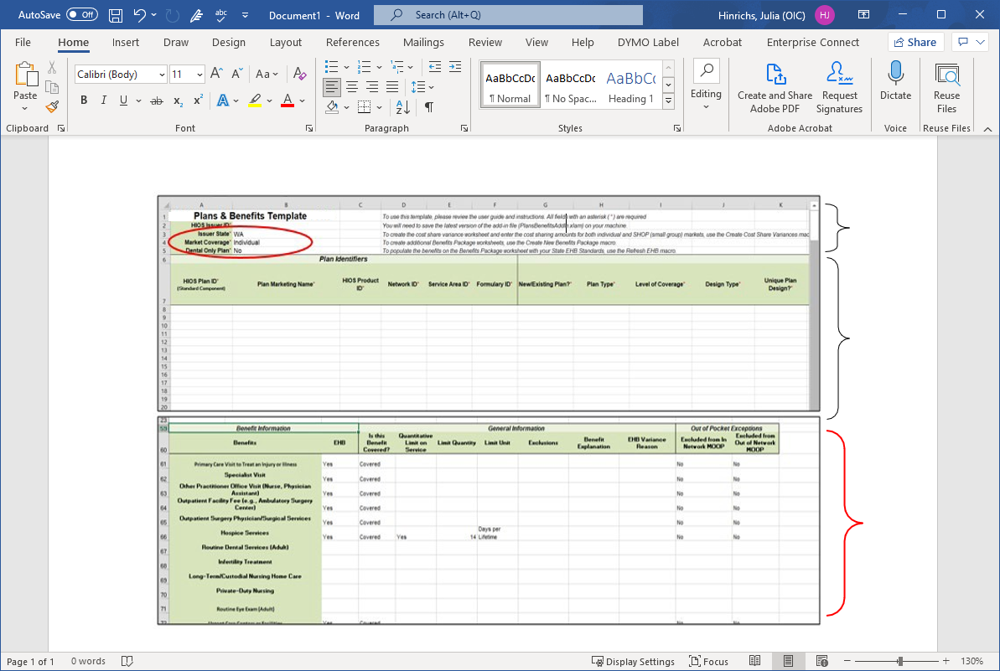 AutoSave Off Document1 - Word Search (Alt+Q) Hinrichs, Julia (OIC) HJ
File Home Insert Draw Design Layout References Mailings Review View Help DYMO Label Acrobat Enterprise Connect Share
Paste
Calibri (Body) 11
AaBbCcDc AaBbCcDc AaBbCc
¶ Normal ¶ No Spac... Heading 1
Editing
Create and Share
Adobe PDF
Request
Signatures
Dictate
Reuse
Files
Clipboard Font Paragraph Styles Adobe Acrobat Voice Reuse Files
A B C D E F G H I J K
1 Plans & Benefits Template To use this template, please review the user guide and instructions. All fields with an asterisk ( * ) are required
2 HIOS Issuer ID* You will need to save the latest version of the add-in file (PlansBenefitsAddIn.xlam) on your machine.
3 Issuer State* WA To create the cost share variance worksheet and enter the cost sharing amounts for both individual and SHOP (small group) markets, use the Create Cost Share Variances mac
4 Market Coverage* Individual To create additional Benefits Package worksheets, use the Create New Benefits Package macro.
5 Dental Only Plan* No To populate the benefits on the Benefits Package worksheet with your State EHB Standards, use the Refresh EHB macro.
6 Plan Identifiers
7 HIOS Plan ID*
(Standard Component)
Plan Marketing Name*
HIOS Product
ID*
Network ID* Service Area ID* Formulary ID* New/Existing Plan?* Plan Type* Level of Coverage* Design Type*
Unique Plan
Design?*
8
9
10
11
12
13
14
15
16
17
18
19
20
23
59 Benefit Information General Information Out of Pocket Exceptions
60 Benefits EHB
Is this
Benefit
Covered?
Quantitative
Limit on
Service
Limit Quantity Limit Unit Exclusions
Benefit
Explanation
EHB Variance
Reason
Excluded from In
Network MOOP
Excluded from
Out of Network
MOOP
61 Primary Care Visit to Treat an Injury or Illness Yes Covered No No
62 Specialist Visit Yes Covered No No
63 Other Practitioner Office Visit (Nurse, Physician
Assistant) Yes Covered No No
64 Outpatient Facility Fee (e.g., Ambulatory Surgery
Center) Yes Covered No No
65 Outpatient Surgery Physician/Surgical Services Yes Covered No No
66 Hospice Services Yes Covered Yes 14 Days per
Lifetime No No
67 Routine Dental Services (Adult)
68 Infertility Treatment
69 Long-Term/Custodial Nursing Home Care
70 Private-Duty Nursing
71 Routine Eye Exam (Adult)
Yes Covered No No
Page 1 of 1 0 words Display Settings Focus 130%